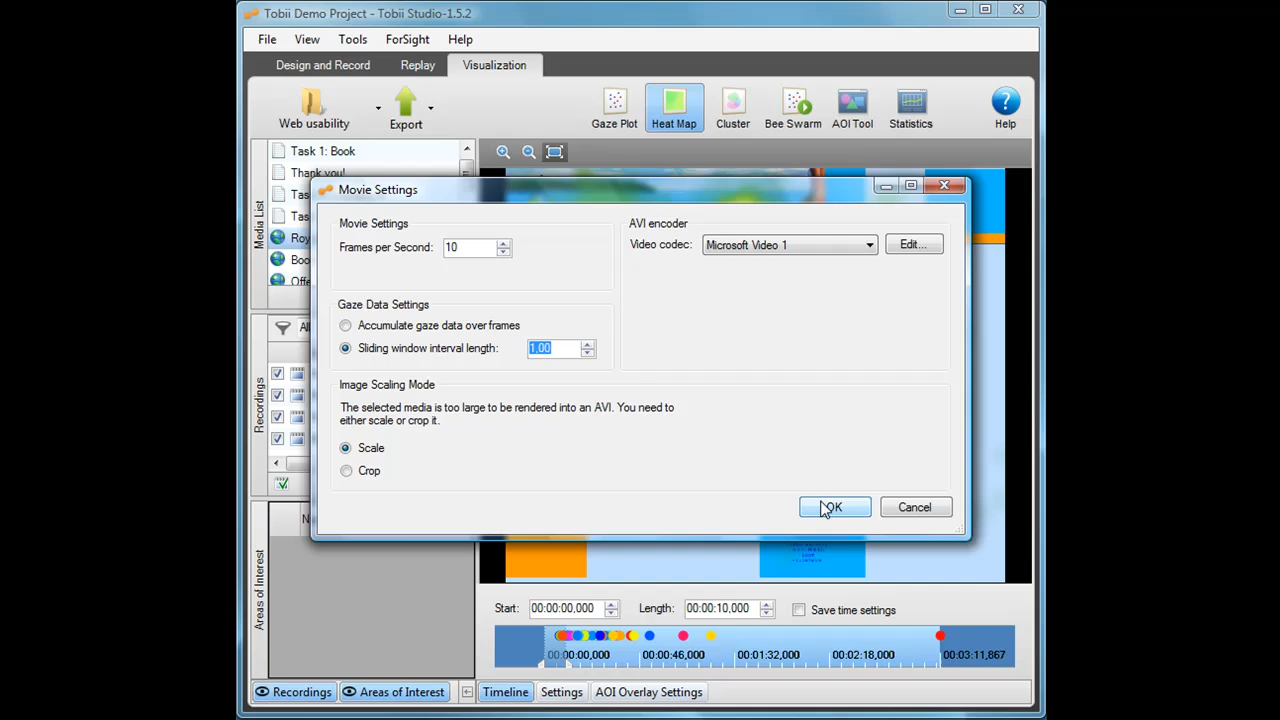 Tobii Demo Project - Tobii Studio-1.5.2
File View Tools ForSight Help
Design and Record Replay Visualization
Web usability Export Gaze Plot Heat Map Cluster Bee Swarm AOI Tool Statistics Help
Media List
Task 1: Book
Thank you!
Tas
Tas
Roy
Boo
Offe
Movie Settings
Movie Settings
Frames per Second: 10
AVI encoder
Video codec: Microsoft Video 1 Edit...
Gaze Data Settings
Accumulate gaze data over frames
Sliding window interval length: 1,00
Image Scaling Mode
The selected media is too large to be rendered into an AVI. You need to
either scale or crop it.
Scale
Crop
OK Cancel
Recordings
Al
Areas of Interest
N
Start: 00:00:00,000 Length: 00:00:10,000 Save time settings
00:00:00,000 00:00:46,000 00:01:32,000 00:02:18,000 00:03:11,867
Recordings Areas of Interest Timeline Settings AOI Overlay Settings